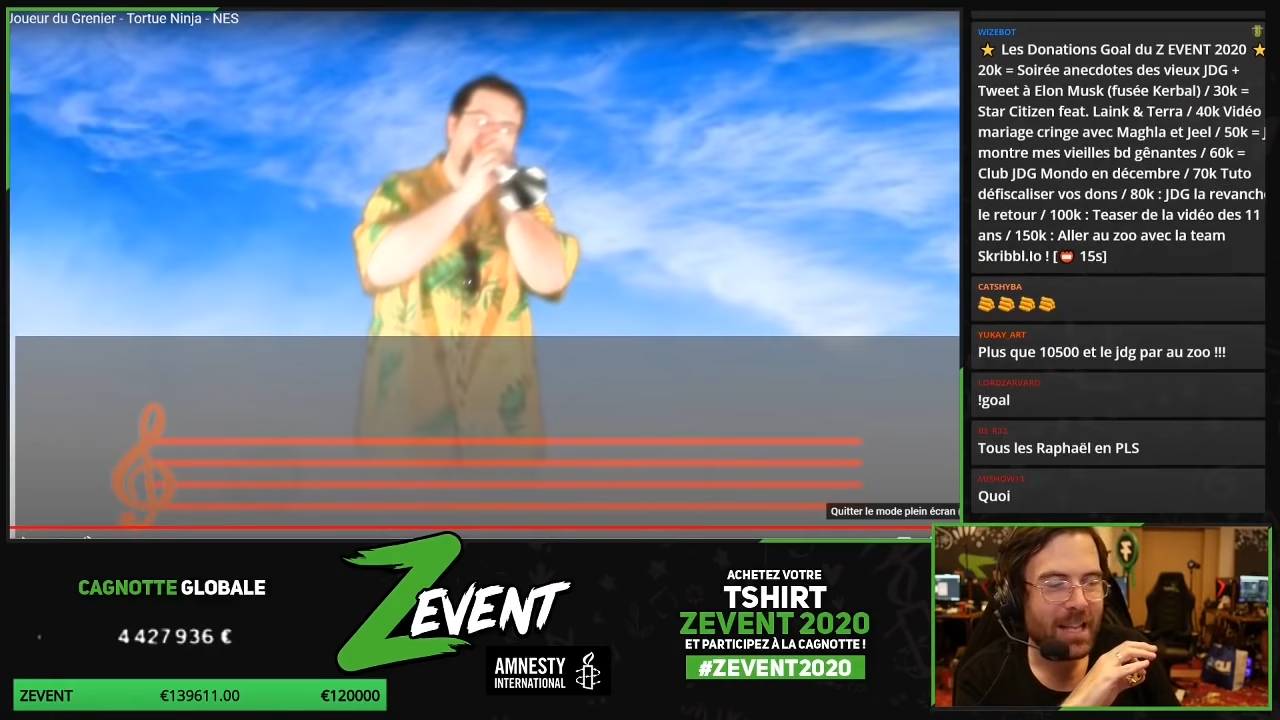 Joueur du Grenier - Tortue Ninja - NES
WIZEBOT
Les Donations Goal du Z EVENT 2020
20k = Soirée anecdotes des vieux JDG +
Tweet à Elon Musk (fusée Kerbal) / 30k =
Star Citizen feat. Laink & Terra / 40k Vidéo
mariage cringe avec Maghla et Jeel / 50k = J
montre mes vieilles bd gênantes / 60k =
Club JDG Mondo en décembre / 70k Tuto
défiscaliser vos dons / 80k : JDG la revanche
le retour / 100k : Teaser de la vidéo des 11
ans / 150k : Aller au zoo avec la team
Skribbl.Io ! [ 15s]
CATSHYBA
YUKAY_ART
Plus que 10500 et le jdg par au zoo !!!
LORDZARVARD
!goal
Tous les Raphaël en PLS
Quoi
Quitter le mode plein écran
CAGNOTTE GLOBALE
4 427 936 €
ZEVENT €139611.00 €120000
ZEVENT
AMNESTY
INTERNATIONAL
ACHETEZ VOTRE
TSHIRT
ZEVENT 2020
ET PARTICIPEZ À LA CAGNOTTE !
#ZEVENT2020